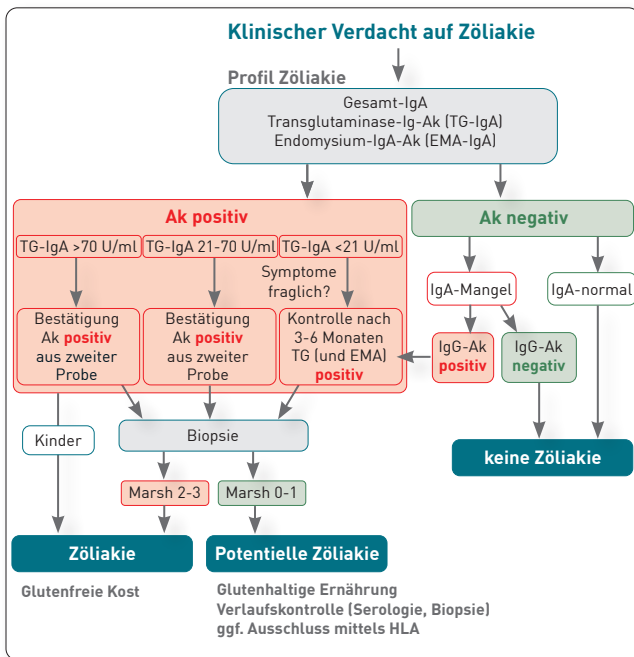 Klinischer Verdacht auf Zöliakie
Profil Zöliakie
Gesamt-IgA
Transglutaminase-Ig-Ak (TG-IgA)
Endomysium-IgA-Ak (EMA-IgA)
Ak positiv
Ak negativ
TG-IgA >70 U/ml
TG-IgA 21-70 U/ml
TG-IgA <21 U/ml
Symptome
fraglich?
IgA-Mangel
IgA-normal
Bestätigung
Ak positiv
aus zweiter
Probe
Bestätigung
Ak positiv
aus zweiter
Probe
Kontrolle nach
3-6 Monaten
TG (und EMA)
positiv
IgG-Ak
positiv
IgG-Ak
negativ
Kinder
Biopsie
keine Zöliakie
Marsh 2-3
Marsh 0-1
Zöliakie
Potentielle Zöliakie
Glutenfreie Kost
Glutenhaltige Ernährung
Verlaufskontrolle (Serologie, Biopsie)
ggf. Ausschluss mittels HLA